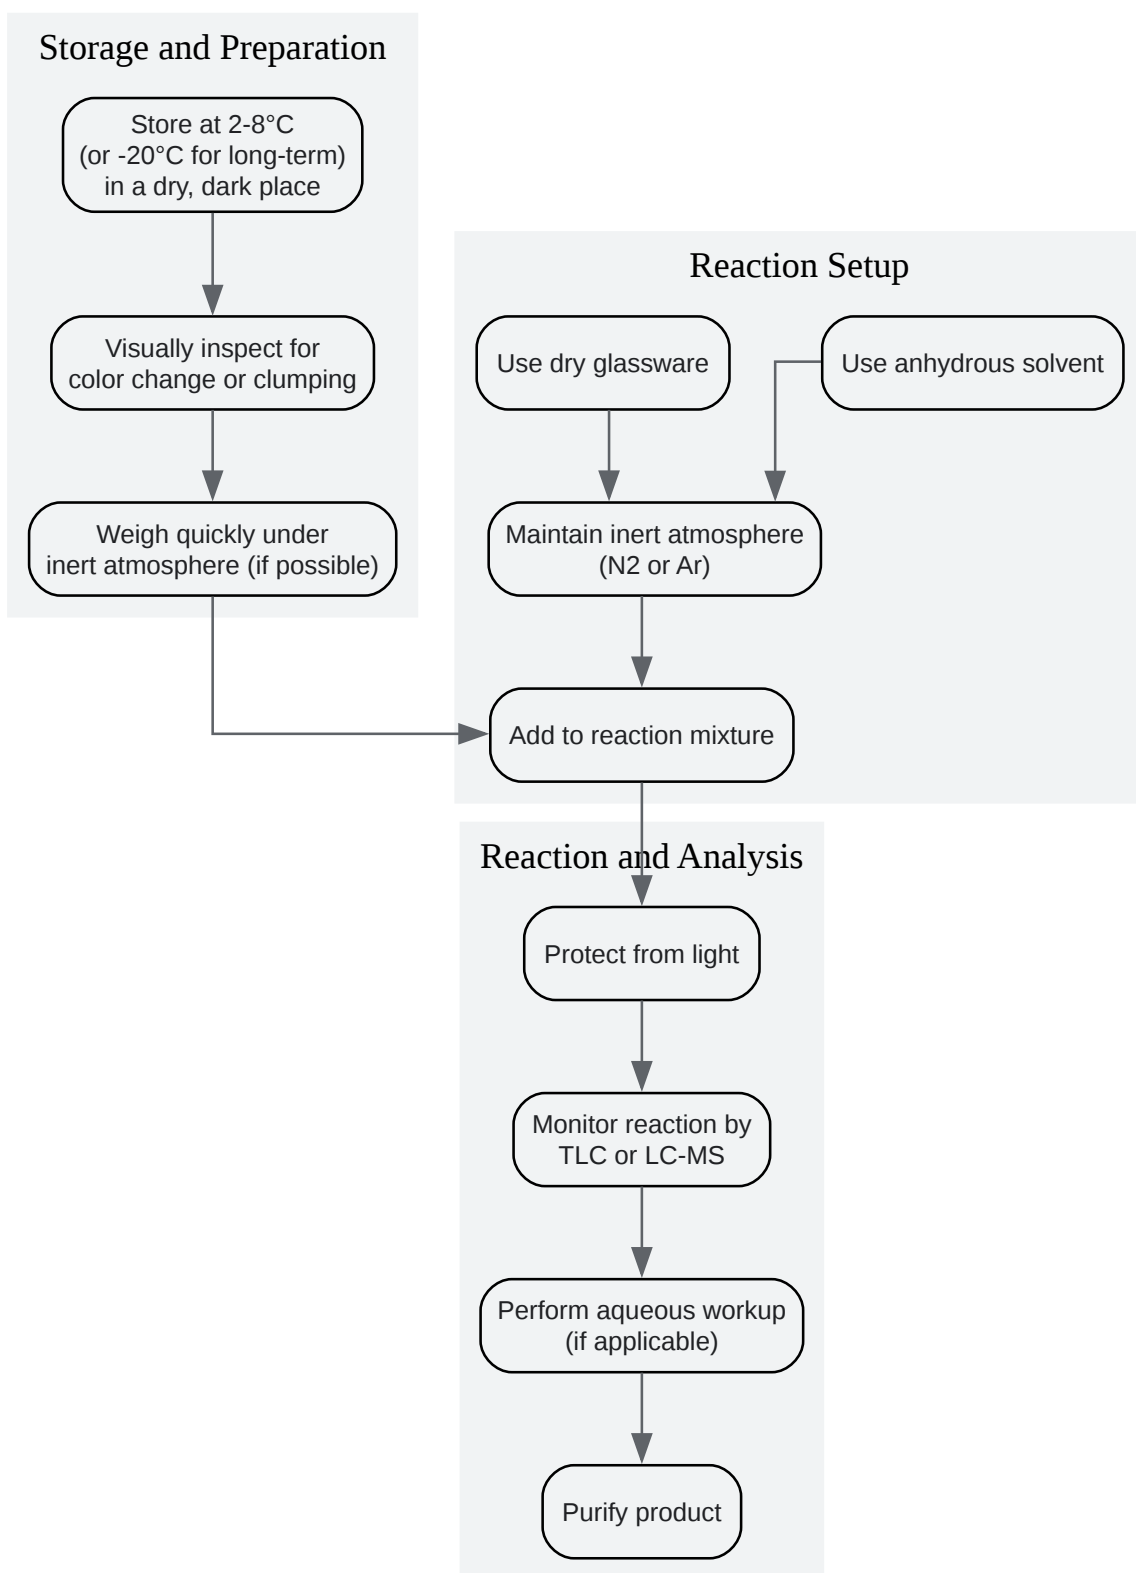 Storage and Preparation
Store at 2-8°C
(or -20°C for long-term)
in a dry, dark place
Visually inspect for
color change or clumping
Weigh quickly under
inert atmosphere (if possible)
Reaction Setup
Use dry glassware
Use anhydrous solvent
Maintain inert atmosphere
(N2 or Ar)
Add to reaction mixture
Reaction and Analysis
Protect from light
Monitor reaction by
TLC or LC-MS
Perform aqueous workup
(if applicable)
Purify product